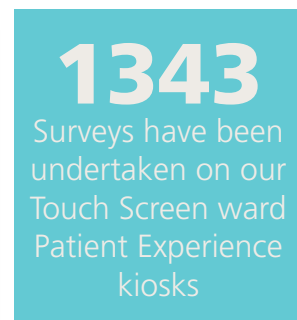 1343
Surveys have been
undertaken on our
Touch Screen ward
Patient Experience
kiosks